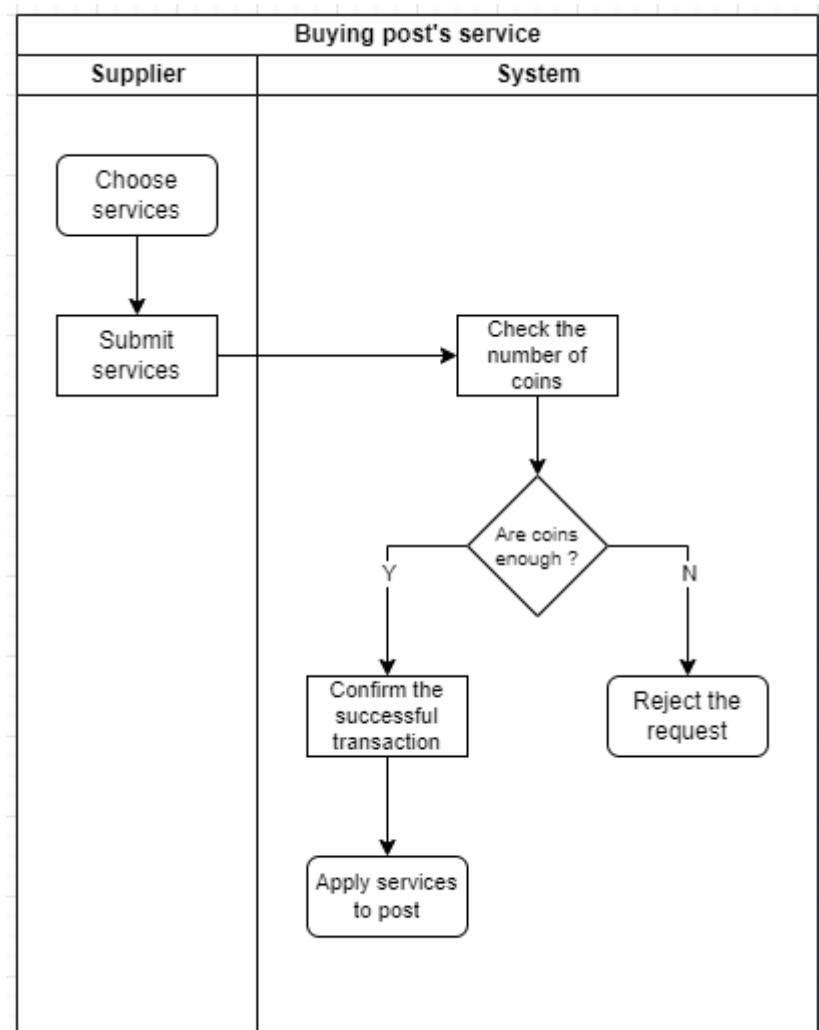 Buying post's service
Supplier
System
Choose
services
Submit
services
Check the
number of
coins
Are coins
enough ?
Y
N
Confirm the
successful
transaction
Reject the
request
Apply services
to post